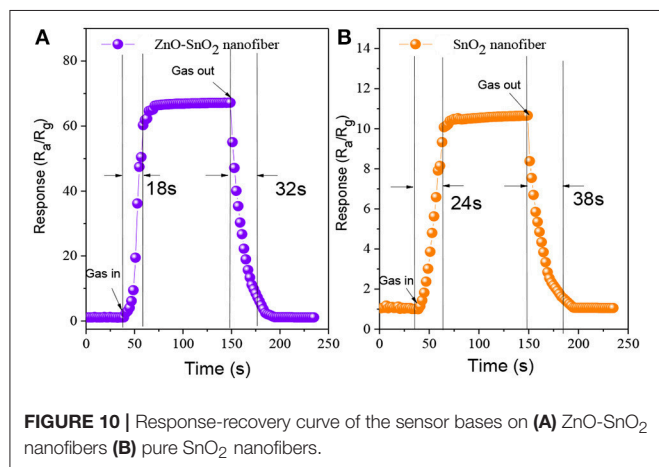 A
ZnO-SnO₂ nanofiber
Gas out
18s
32s
Gas in
Response (Rₐ/R_g)
80
60
40
20
0
0 50 100 150 200 250
Time (s)
B
SnO₂ nanofiber
Gas out
24s
38s
Gas in
Response (Rₐ/R_g)
14
12
10
8
6
4
2
0
0 50 100 150 200 250
Time (s)
FIGURE 10 | Response-recovery curve of the sensor bases on (A) ZnO-SnO₂
nanofibers (B) pure SnO₂ nanofibers.